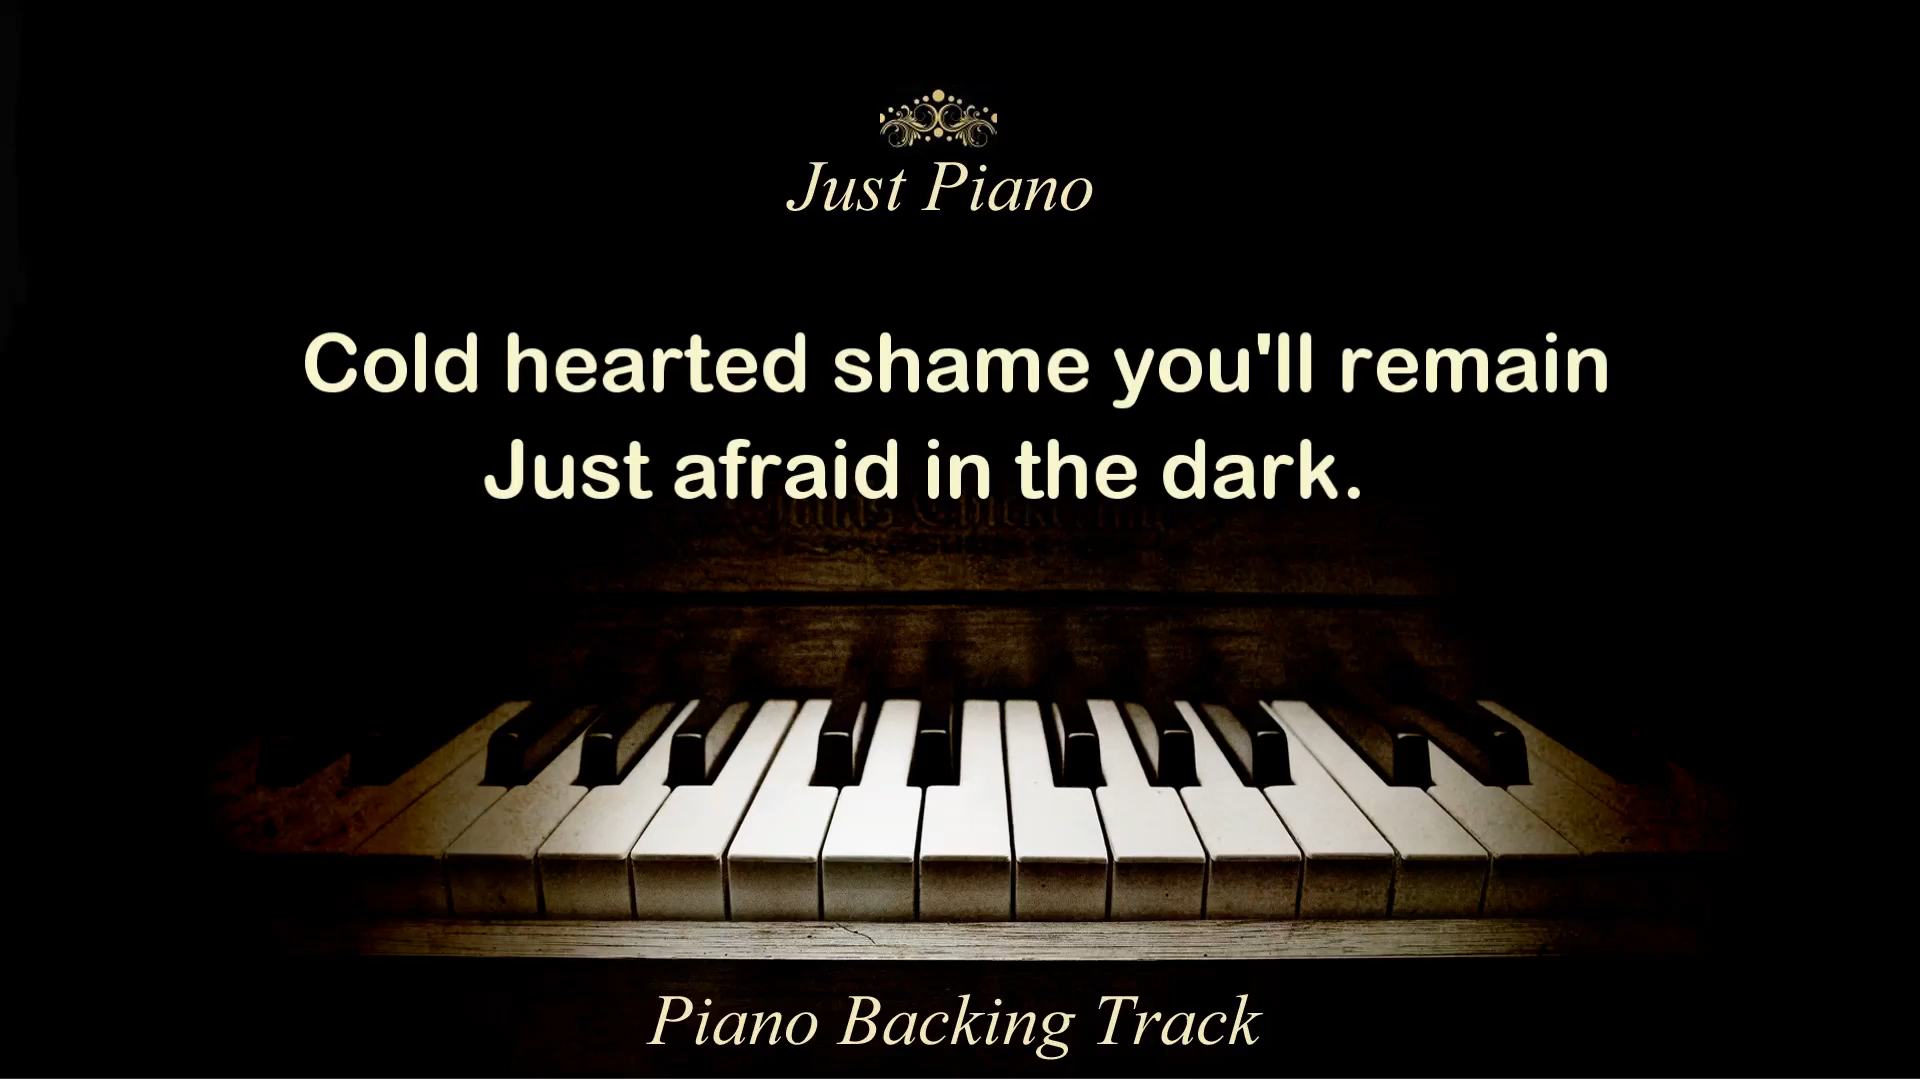 Just Piano
Cold hearted shame you'll remain
Just afraid in the dark.
Piano Backing Track